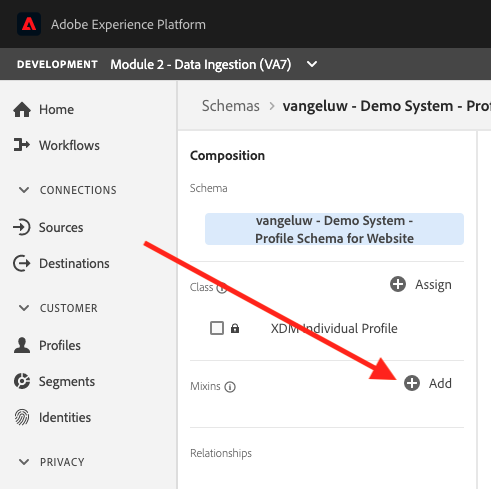 Adobe Experience Platform
DEVELOPMENT Module 2 - Data Ingestion (VA7)
Home
Workflows
CONNECTIONS
Sources
Destinations
CUSTOMER
Profiles
Segments
Identities
PRIVACY
Schemas > vangeluw - Demo System - Prof
Composition
Schema
vangeluw - Demo System -
Profile Schema for Website
Class Assign
XDM Individual Profile
Mixins Add
Relationships